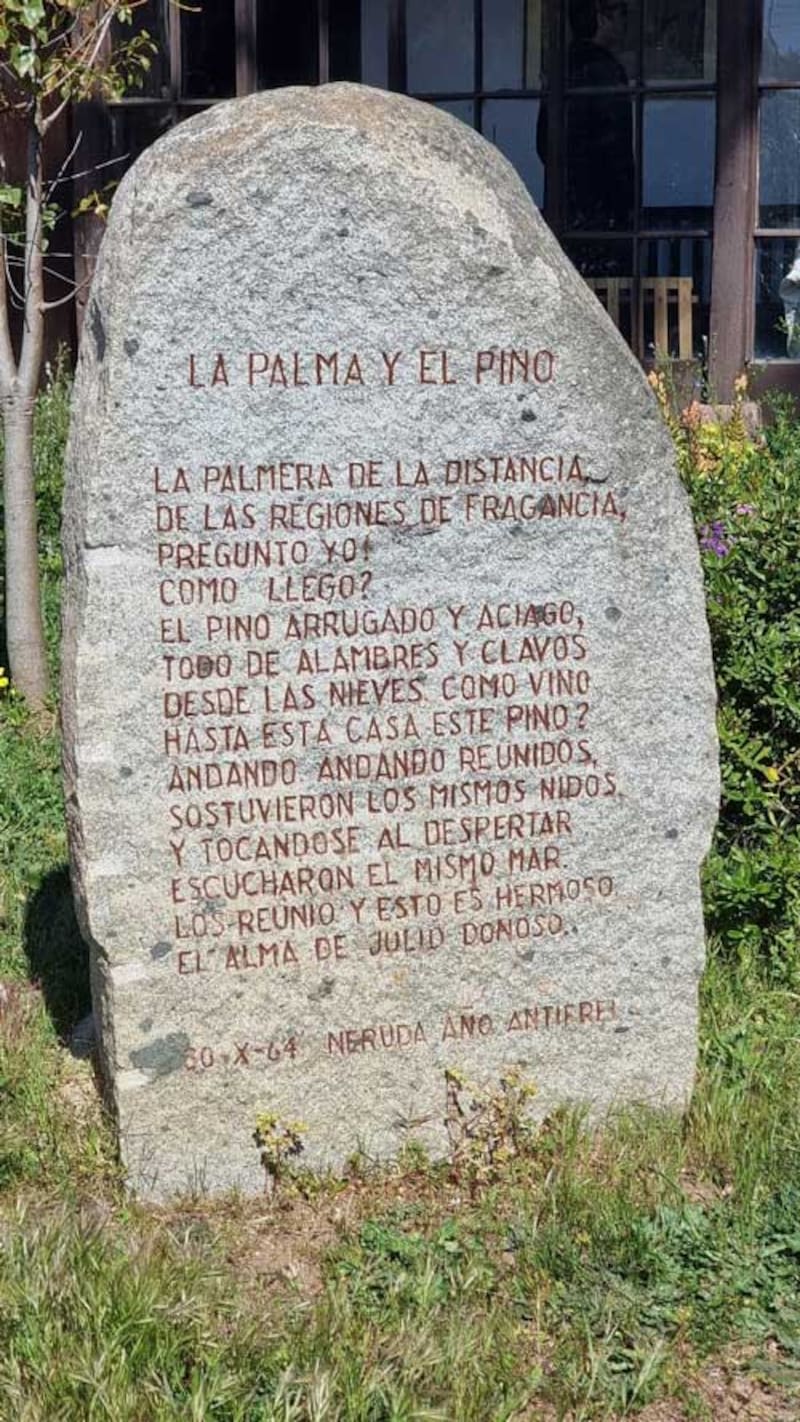 LA PALMA Y EL PINO
LA PALMERA DE LA DISTANCIA,
DE LAS REGIONES DE FRAGANCIA,
PREGUNTO YO!
COMO LLEGO?
EL PINO ARRUGADO Y ACIAGO,
TODO DE ALAMBRES Y CLAVOS
DESDE LAS NIEVES COMO VINO
HASTA ESTA CASA ESTE PINO?
ANDANDO ANDANDO REUNIDOS,
SOSTUVIERON LOS MISMOS NIDOS.
Y TOCANDOSE AL DESPERTAR
ESCUCHARON EL MISMO MAR.
LOS REUNIO Y ESTO ES HERMOSO
EL ALMA DE JULIO DONOSO.
30-X-64 NERUDA AÑO ANTIFREI